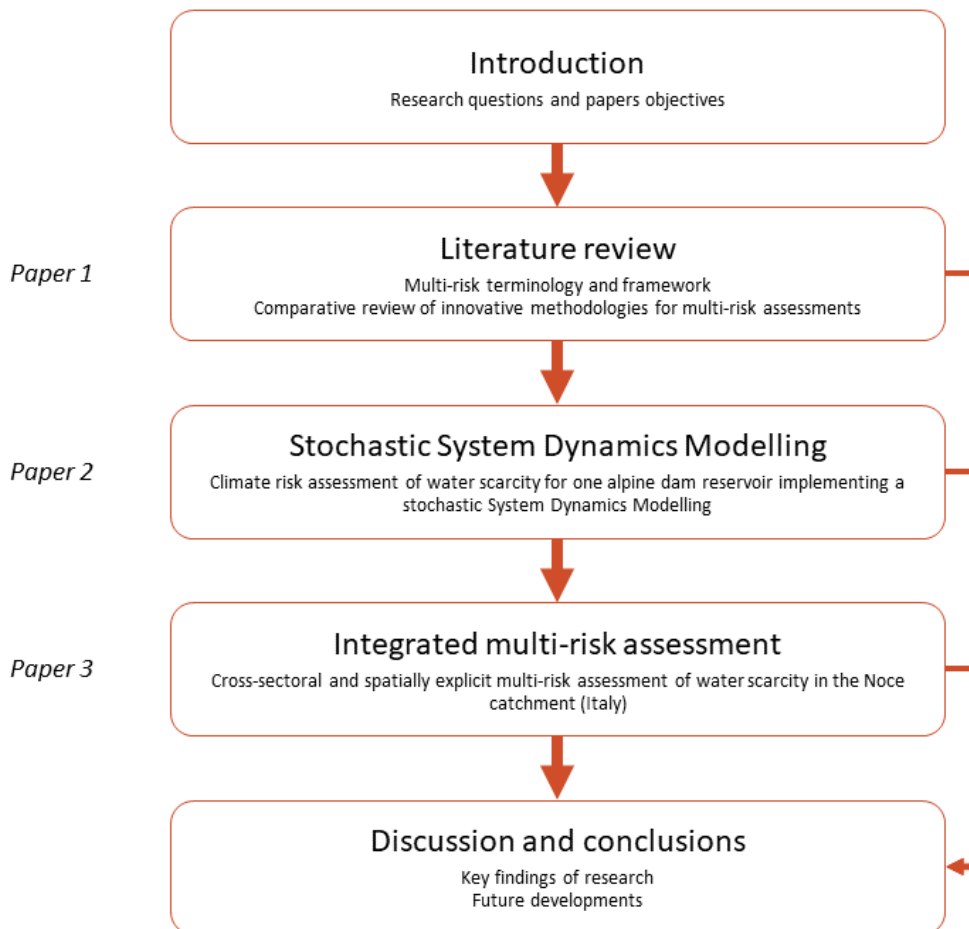 Introduction
Research questions and papers objectives
Paper 1
Literature review
Multi-risk terminology and framework
Comparative review of innovative methodologies for multi-risk assessments
Paper 2
Stochastic System Dynamics Modelling
Climate risk assessment of water scarcity for one alpine dam reservoir implementing a
stochastic System Dynamics Modelling
Paper 3
Integrated multi-risk assessment
Cross-sectoral and spatially explicit multi-risk assessment of water scarcity in the Noce
catchment (Italy)
Discussion and conclusions
Key findings of research
Future developments